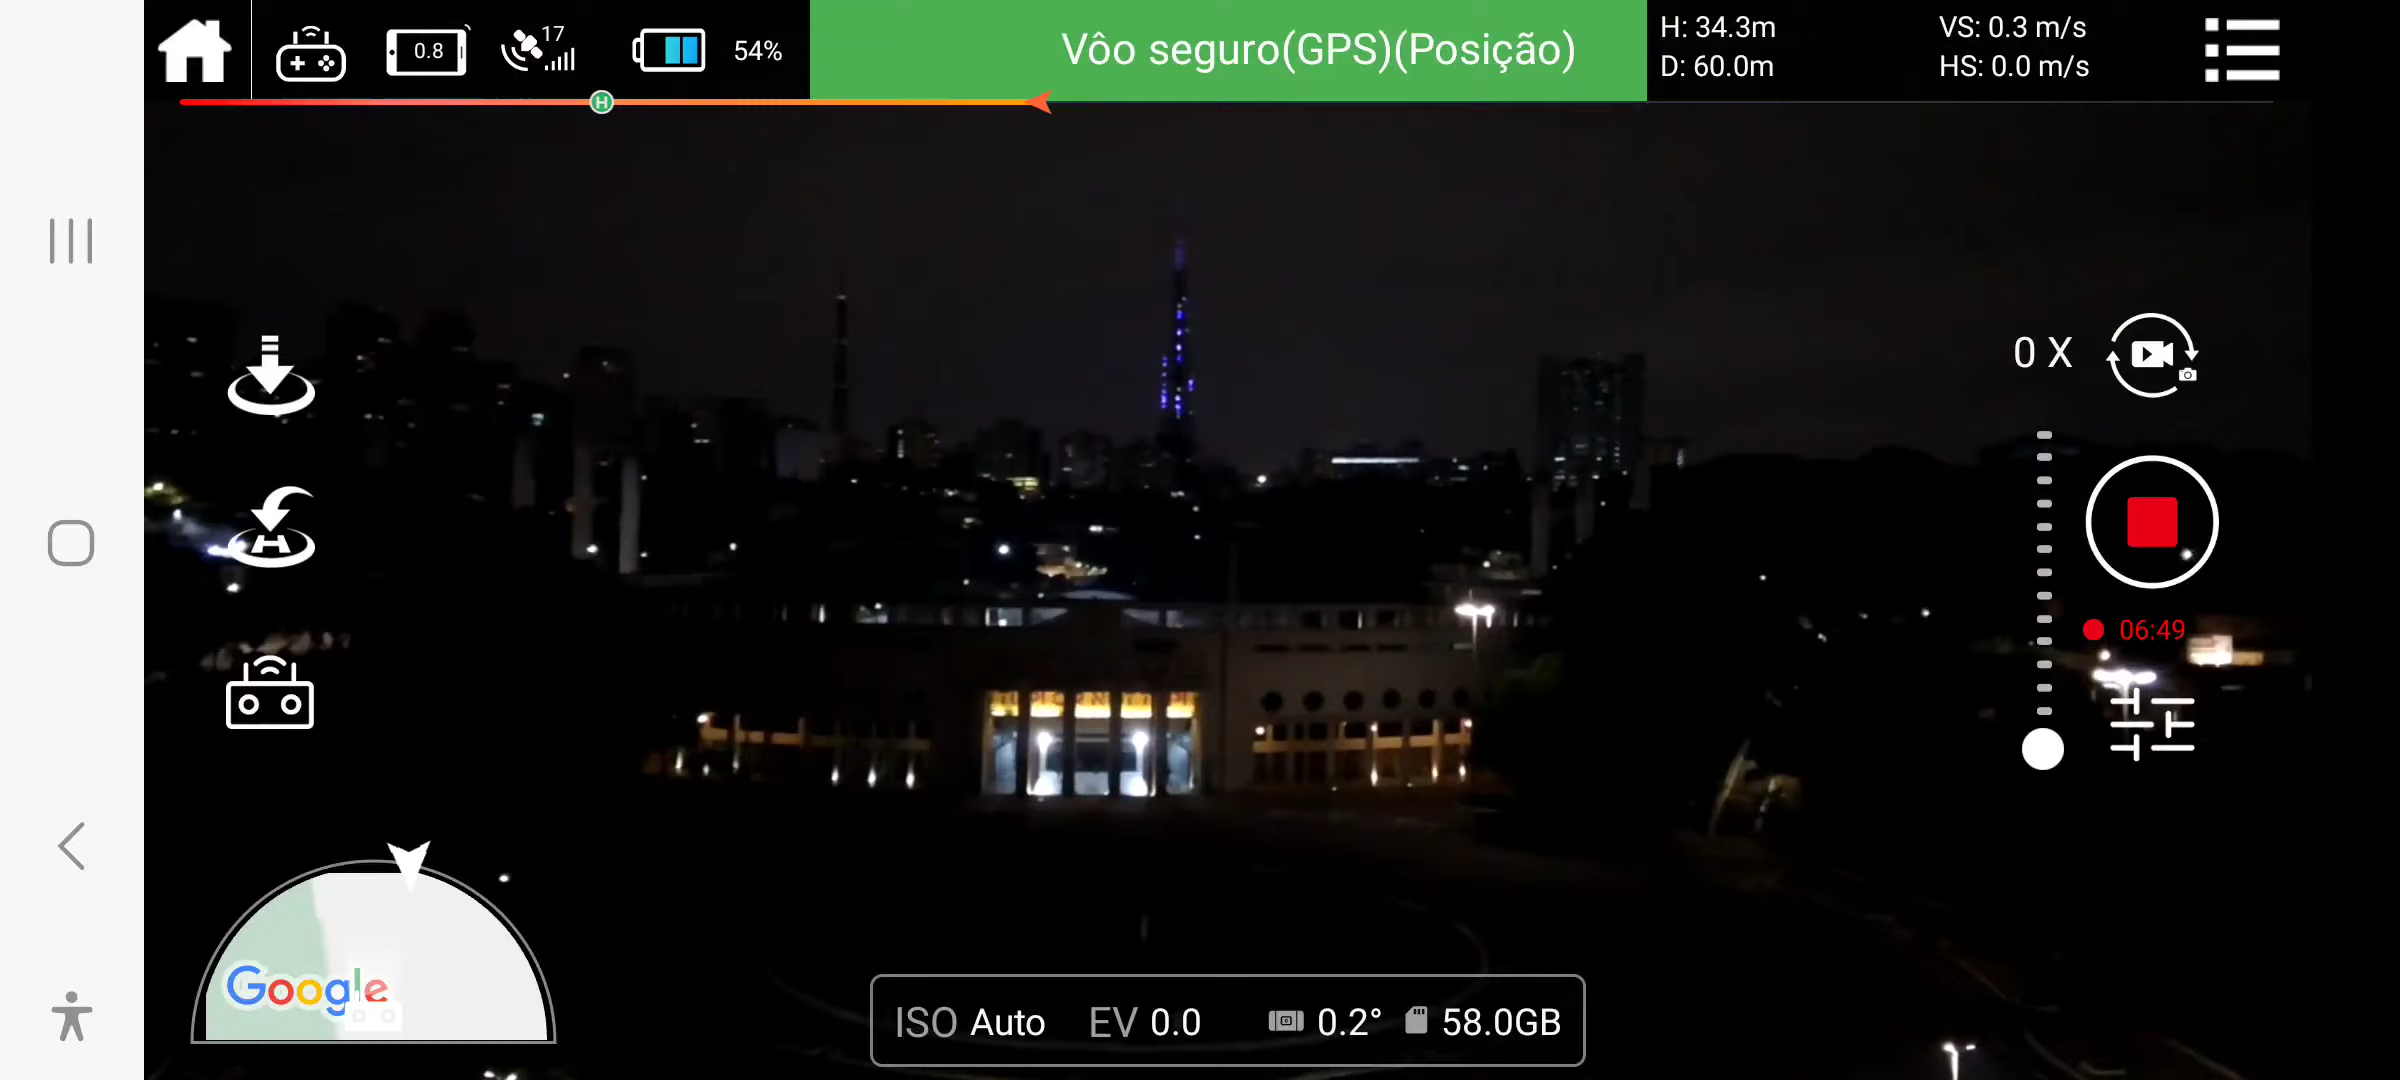 0.8
17
54%
Vôo seguro(GPS)(Posição)
H: 34.3m
VS: 0.3 m/s
D: 60.0m
HS: 0.0 m/s
H
0 X
06:49
Google
ISO Auto
EV 0.0
0.2°
58.0GB